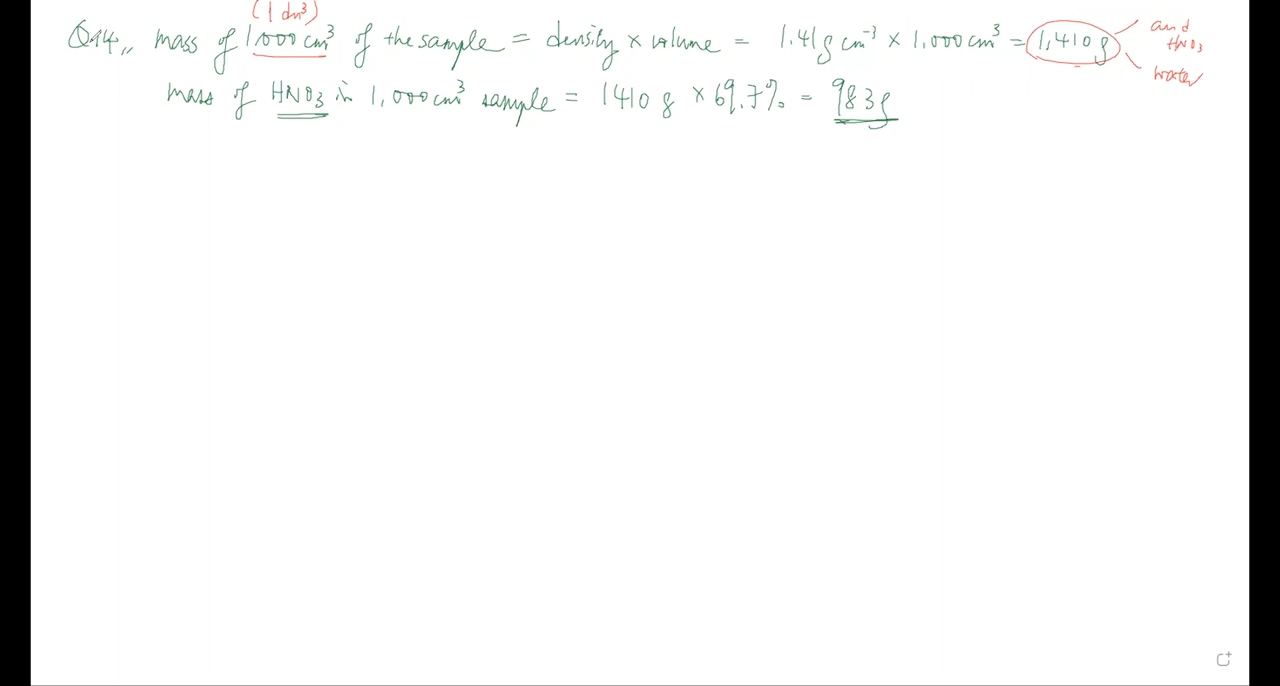 (1 dm³)
Q14,, mass of 1.000 cm³ of the sample = density × volume = 1.41 g cm⁻³ × 1,000 cm³ = 1,410 g
and HNO₃
water
mass of HNO₃ in 1,000 cm³ sample = 1410 g × 69.7% = 983 g